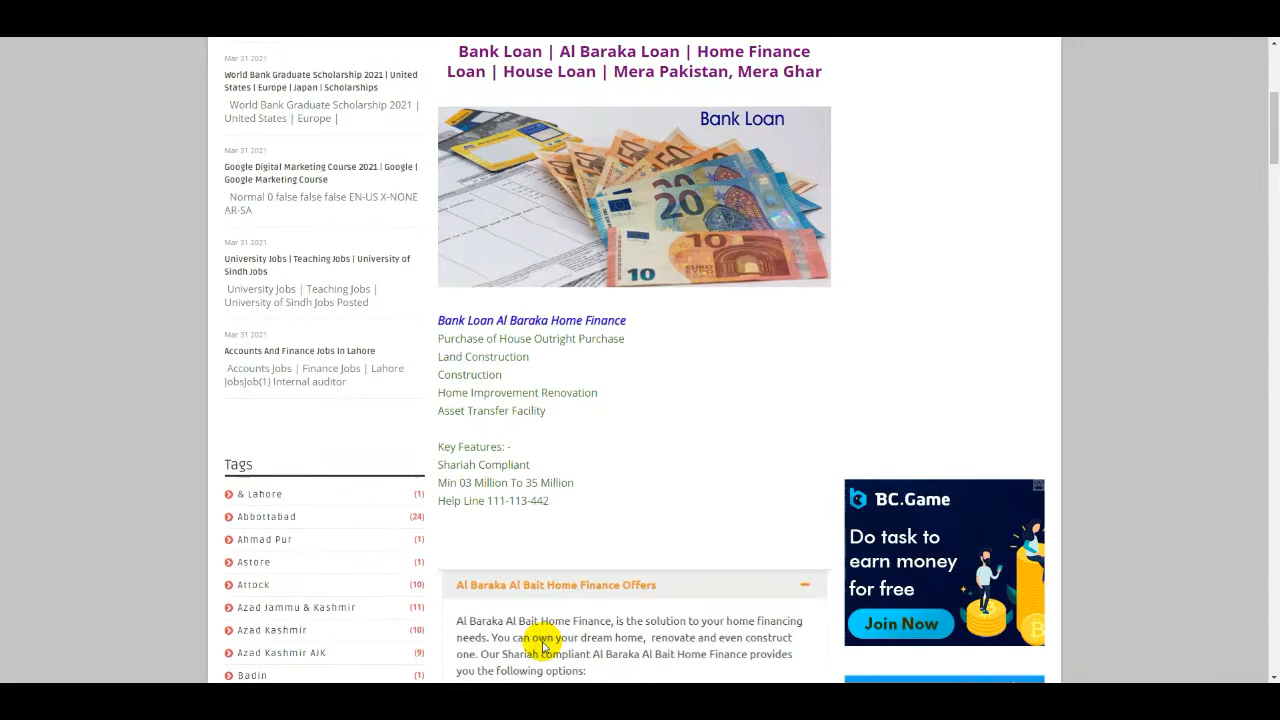 Mar 31 2021
World Bank Graduate Scholarship 2021 | United
States | Europe | Japan | Scholarships
World Bank Graduate Scholarship 2021 |
United States | Europe |
Mar 31 2021
Google Digital Marketing Course 2021 | Google |
Google Marketing Course
Normal 0 false false false EN-US X-NONE
AR-SA
Mar 31 2021
University Jobs | Teaching Jobs | University of
Sindh Jobs
University Jobs | Teaching Jobs |
University of Sindh Jobs Posted
Mar 31 2021
Accounts And Finance Jobs In Lahore
Accounts Jobs | Finance Jobs | Lahore
JobsJob(1) Internal auditor
Tags
& Lahore (1)
Abbottabad (24)
Ahmad Pur (1)
Astore (1)
Attock (10)
Azad Jammu & Kashmir (11)
Azad Kashmir (10)
Azad Kashmir AJK (9)
Badin (1)
Bank Loan | Al Baraka Loan | Home Finance
Loan | House Loan | Mera Pakistan, Mera Ghar
Bank Loan
20
20
10
10
EURO
Bank Loan Al Baraka Home Finance
Purchase of House Outright Purchase
Land Construction
Construction
Home Improvement Renovation
Asset Transfer Facility
Key Features: -
Shariah Compliant
Min 03 Million To 35 Million
Help Line 111-113-442
Al Baraka Al Bait Home Finance Offers
Al Baraka Al Bait Home Finance, is the solution to your home financing
needs. You can own your dream home, renovate and even construct
one. Our Shariah compliant Al Baraka Al Bait Home Finance provides
you the following options:
BC.GAME
Do task to
earn money
for free
Join Now